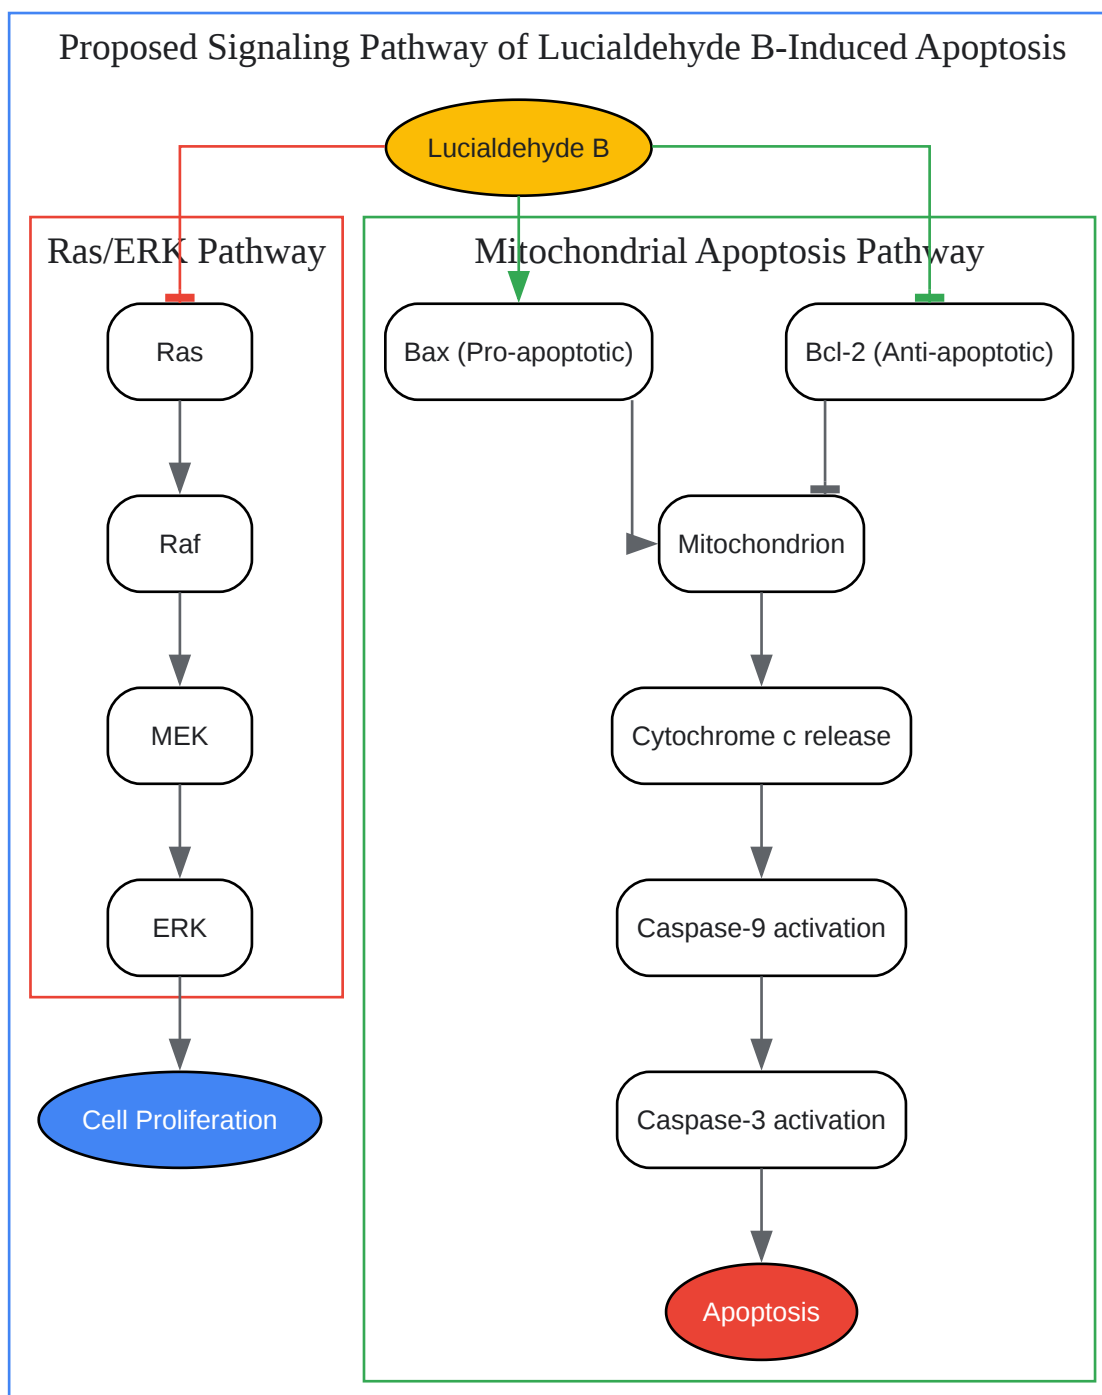 Proposed Signaling Pathway of Lucialdehyde B-Induced Apoptosis
Lucialdehyde B
Ras/ERK Pathway
Ras
Raf
MEK
ERK
Cell Proliferation
Mitochondrial Apoptosis Pathway
Bax (Pro-apoptotic)
Bcl-2 (Anti-apoptotic)
Mitochondrion
Cytochrome c release
Caspase-9 activation
Caspase-3 activation
Apoptosis